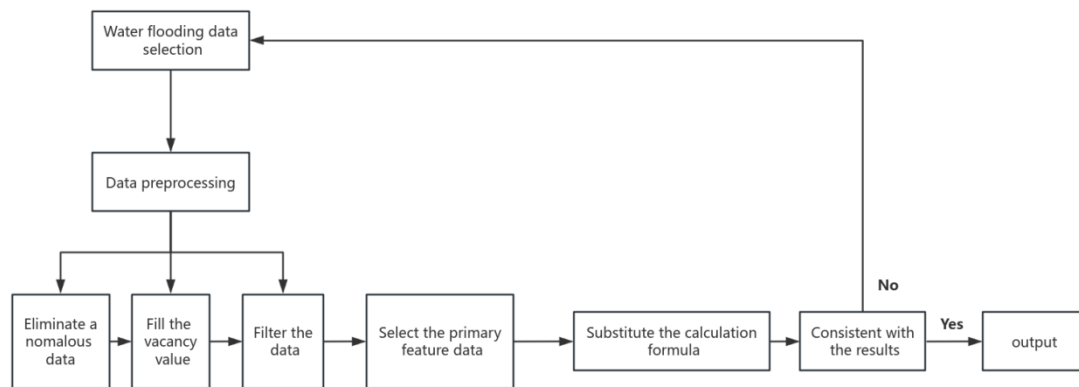 Water flooding data
selection
Data preprocessing
Eliminate a
nomalous
data
Fill the
vacancy
value
Filter the
data
Select the primary
feature data
Substitute the calculation
formula
No
Consistent with
the results
Yes
output